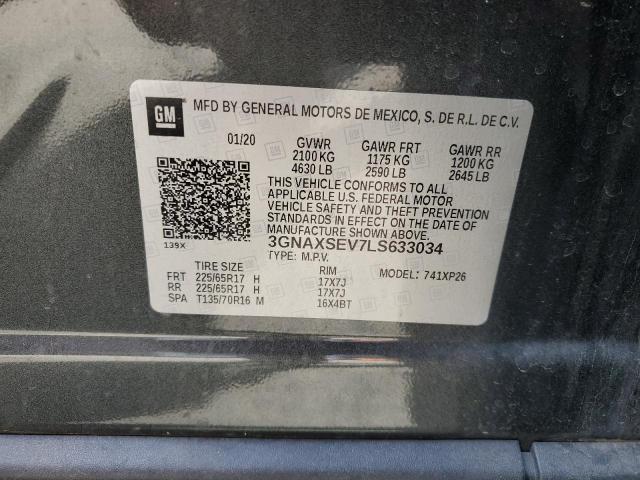 GM
MFD BY GENERAL MOTORS DE MEXICO, S. DE R.L. DE C.V.
01/20 GVWR GAWR FRT GAWR RR
2100 KG 1175 KG 1200 KG
4630 LB 2590 LB 2645 LB
THIS VEHICLE CONFORMS TO ALL
APPLICABLE U.S. FEDERAL MOTOR
VEHICLE SAFETY AND THEFT PREVENTION
STANDARDS IN EFFECT ON THE DATE OF
MANUFACTURE SHOWN ABOVE.
139X
3GNAXSEV7LS633034
TYPE: M.P.V. MODEL: 741XP26
TIRE SIZE RIM
FRT 225/65R17 H 17X7J
RR 225/65R17 H 17X7J
SPA T135/70R16 M 16X4BT